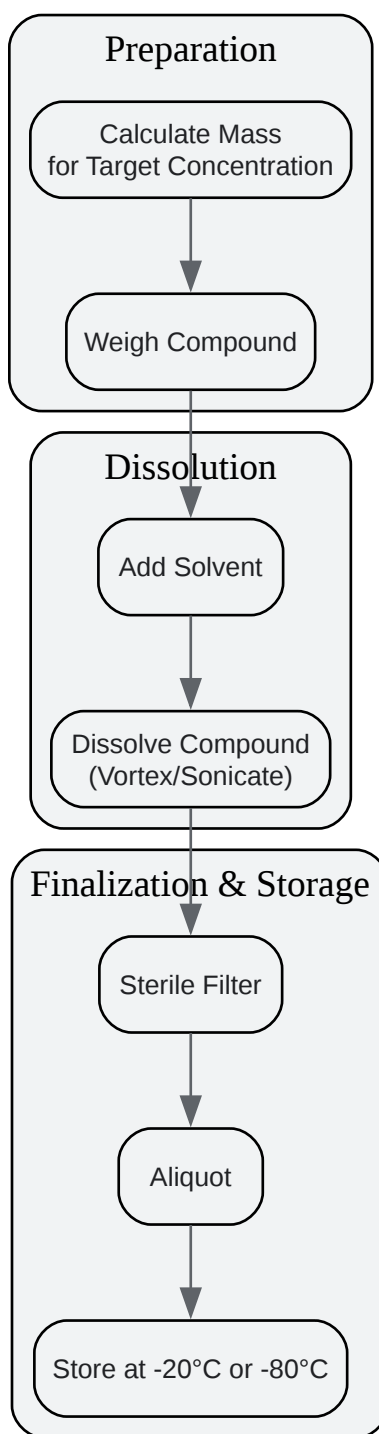 Preparation
Calculate Mass
for Target Concentration
Weigh Compound
Dissolution
Add Solvent
Dissolve Compound
(Vortex/Sonicate)
Finalization & Storage
Sterile Filter
Aliquot
Store at -20°C or -80°C